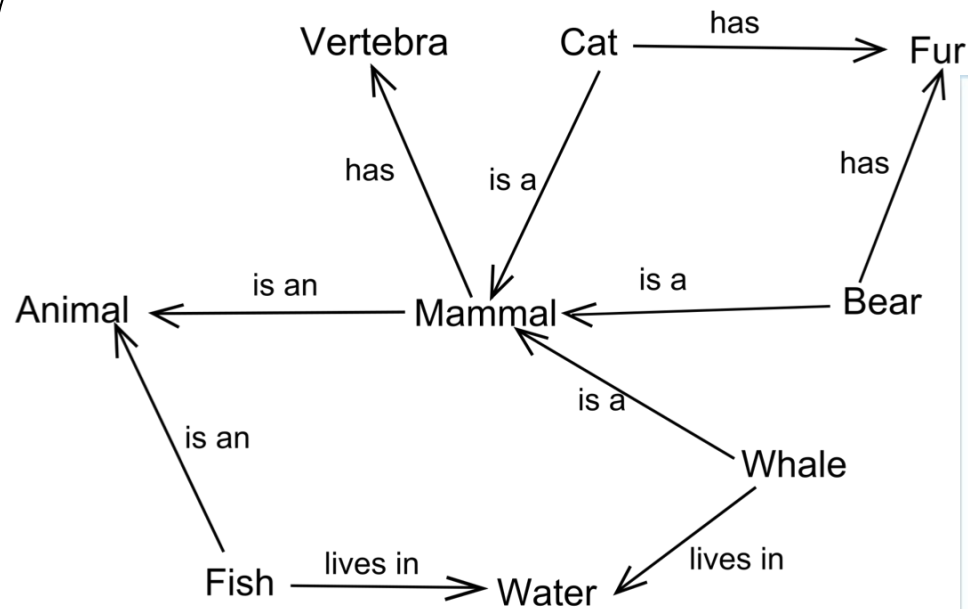 has
Vertebra
Cat
Fur
has
is a
has
is an
is a
Animal
Mammal
Bear
is a
is an
Whale
lives in
lives in
Fish
Water